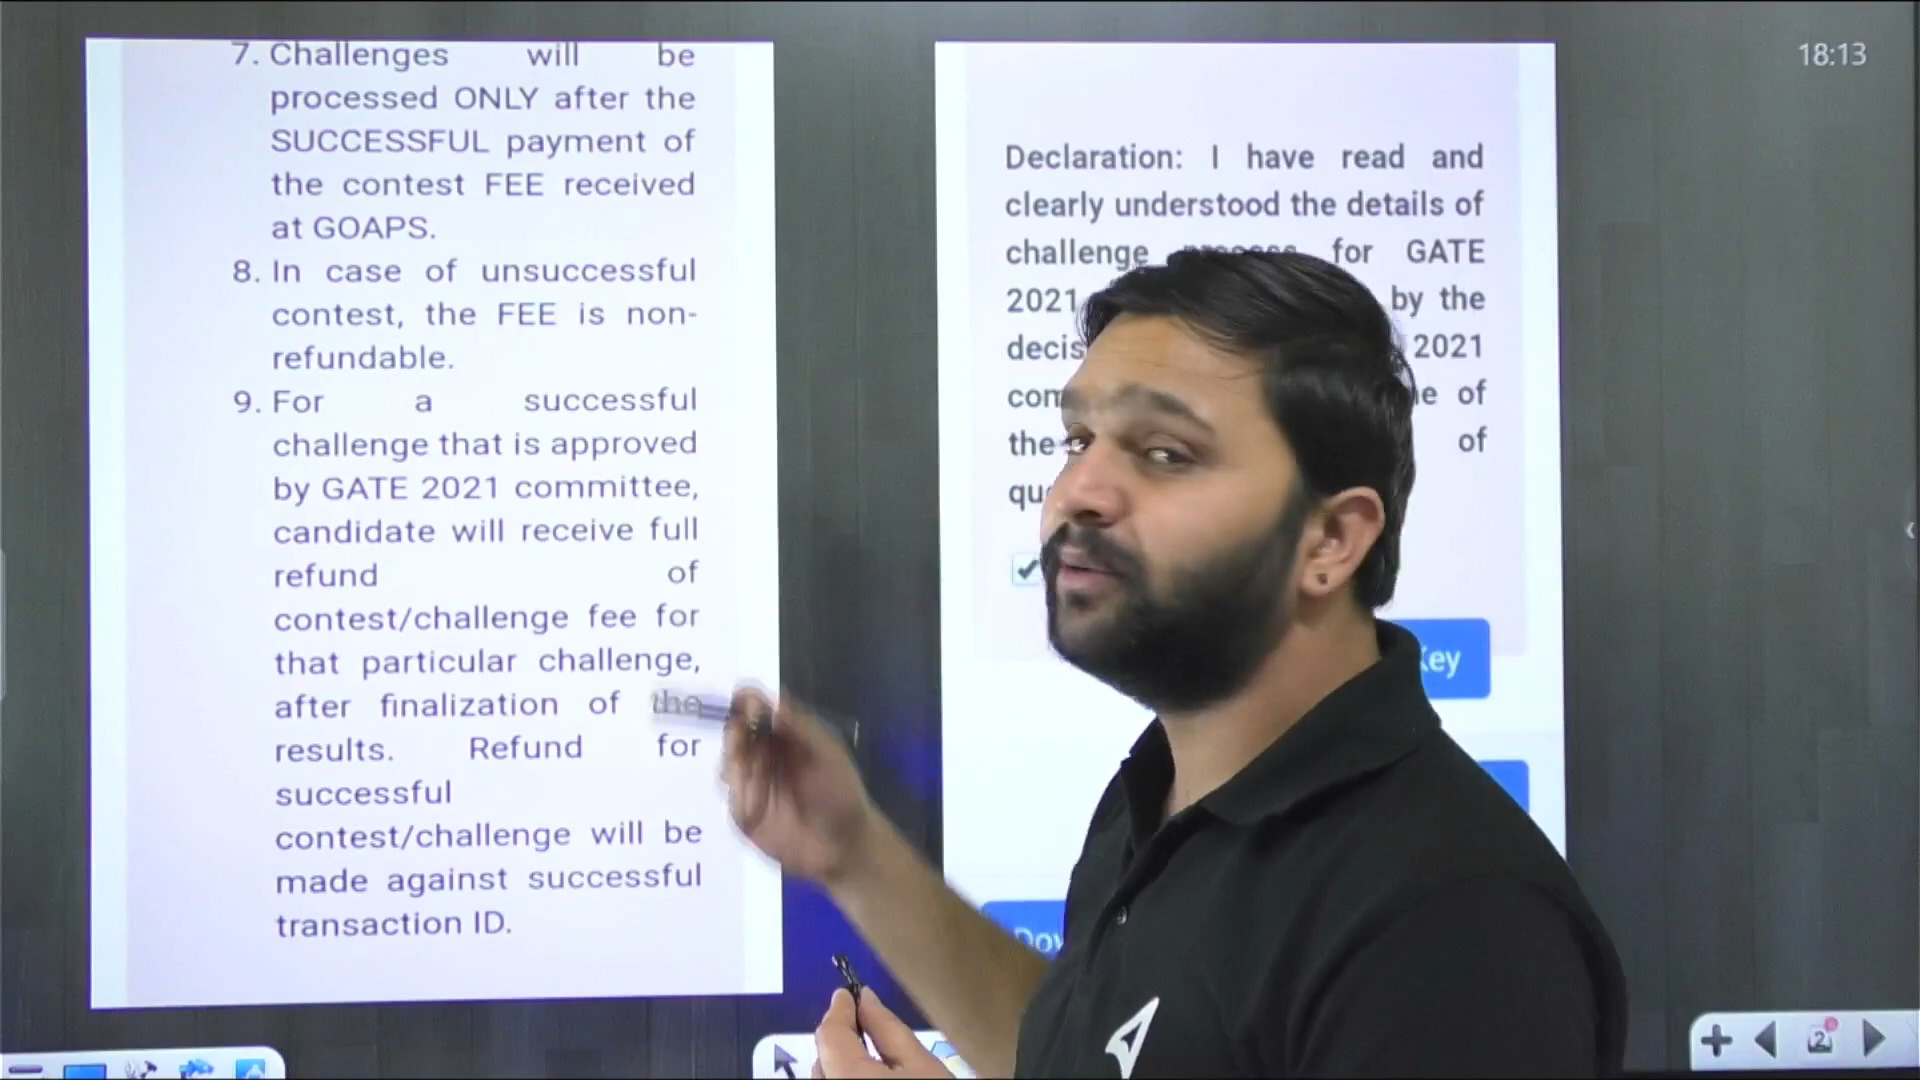 7. Challenges will be
processed ONLY after the
SUCCESSFUL payment of
the contest FEE received
at GOAPS.
8. In case of unsuccessful
contest, the FEE is non-
refundable.
9. For a successful
challenge that is approved
by GATE 2021 committee,
candidate will receive full
refund of
contest/challenge fee for
that particular challenge,
after finalization of the
results. Refund for
successful
contest/challenge will be
made against successful
transaction ID.
Declaration: I have read and
clearly understood the details of
challenge process for GATE
2021 by the
2021
of
the of
Key
18:13
2